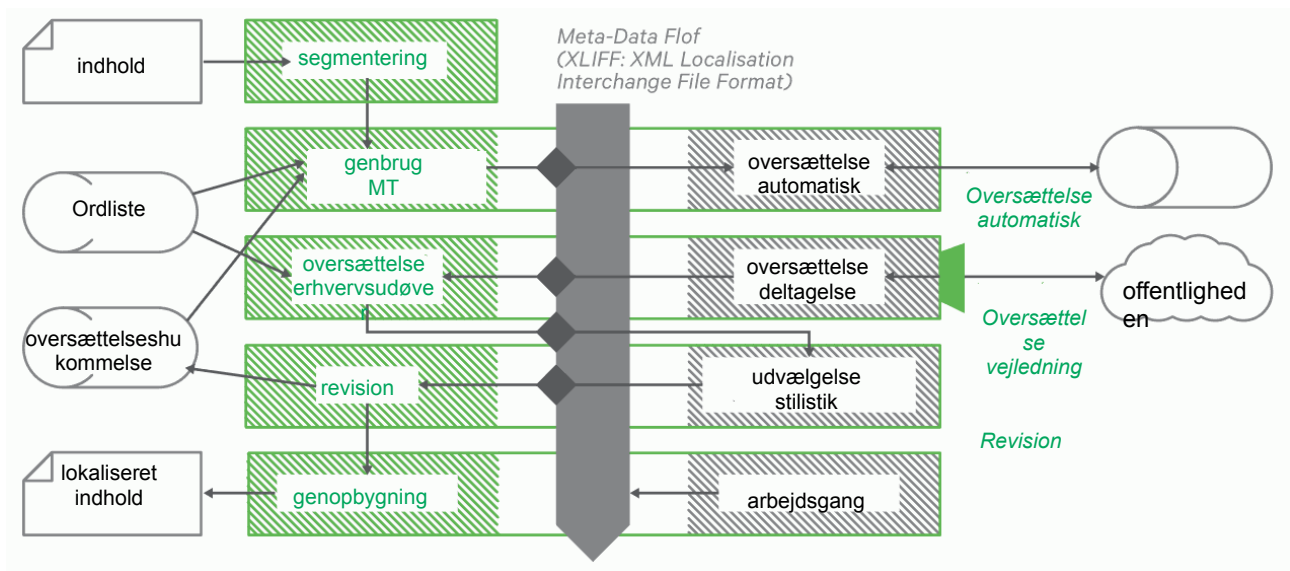 indhold
segmentering
Meta-Data Flof
(XLIFF: XML Localisation
Interchange File Format)
genbrug
MT
oversættelse
automatisk
Ordliste
Oversættelse
automatisk
oversættelse
erhvervsudøve
r
oversættelse
deltagelse
offentlighed
en
oversættelseshu
kommelse
Oversættel
se
vejledning
revision
udvælgelse
stilistik
Revision
lokaliseret
indhold
genopbygning
arbejdsgang